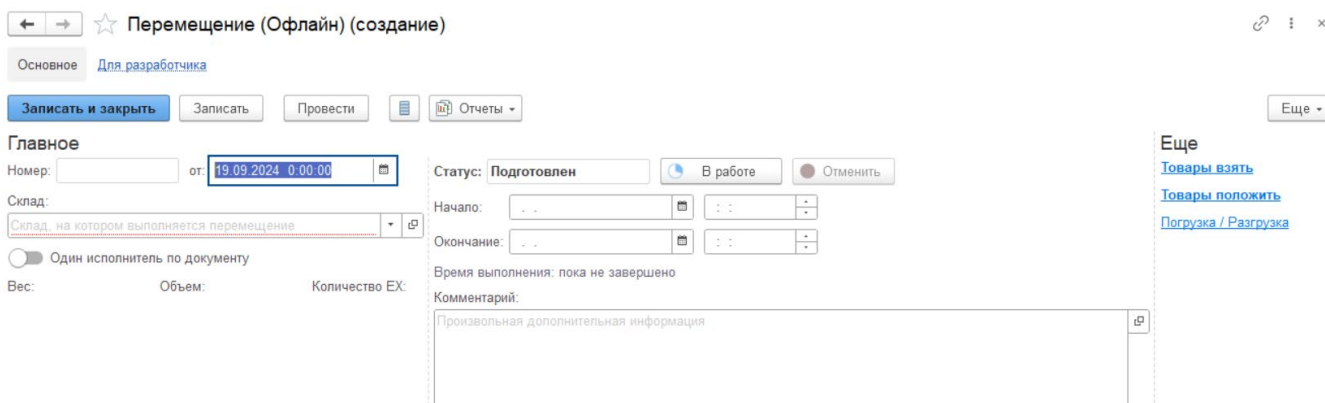 Перемещение (Офлайн) (создание)
Основное Для разработчика
Записать и закрыть Записать Провести Отчеты Еще
Главное
Номер: от: 19.09.2024 0:00:00
Склад:
Склад, на котором выполняется перемещение
Один исполнитель по документу
Вес: Объем: Количество EX:
Статус: Подготовлен В работе Отменить
Начало: . . : :
Окончание: . . : :
Время выполнения: пока не завершено
Комментарий:
Произвольная дополнительная информация
Еще
Товары взять
Товары положить
Погрузка / Разгрузка